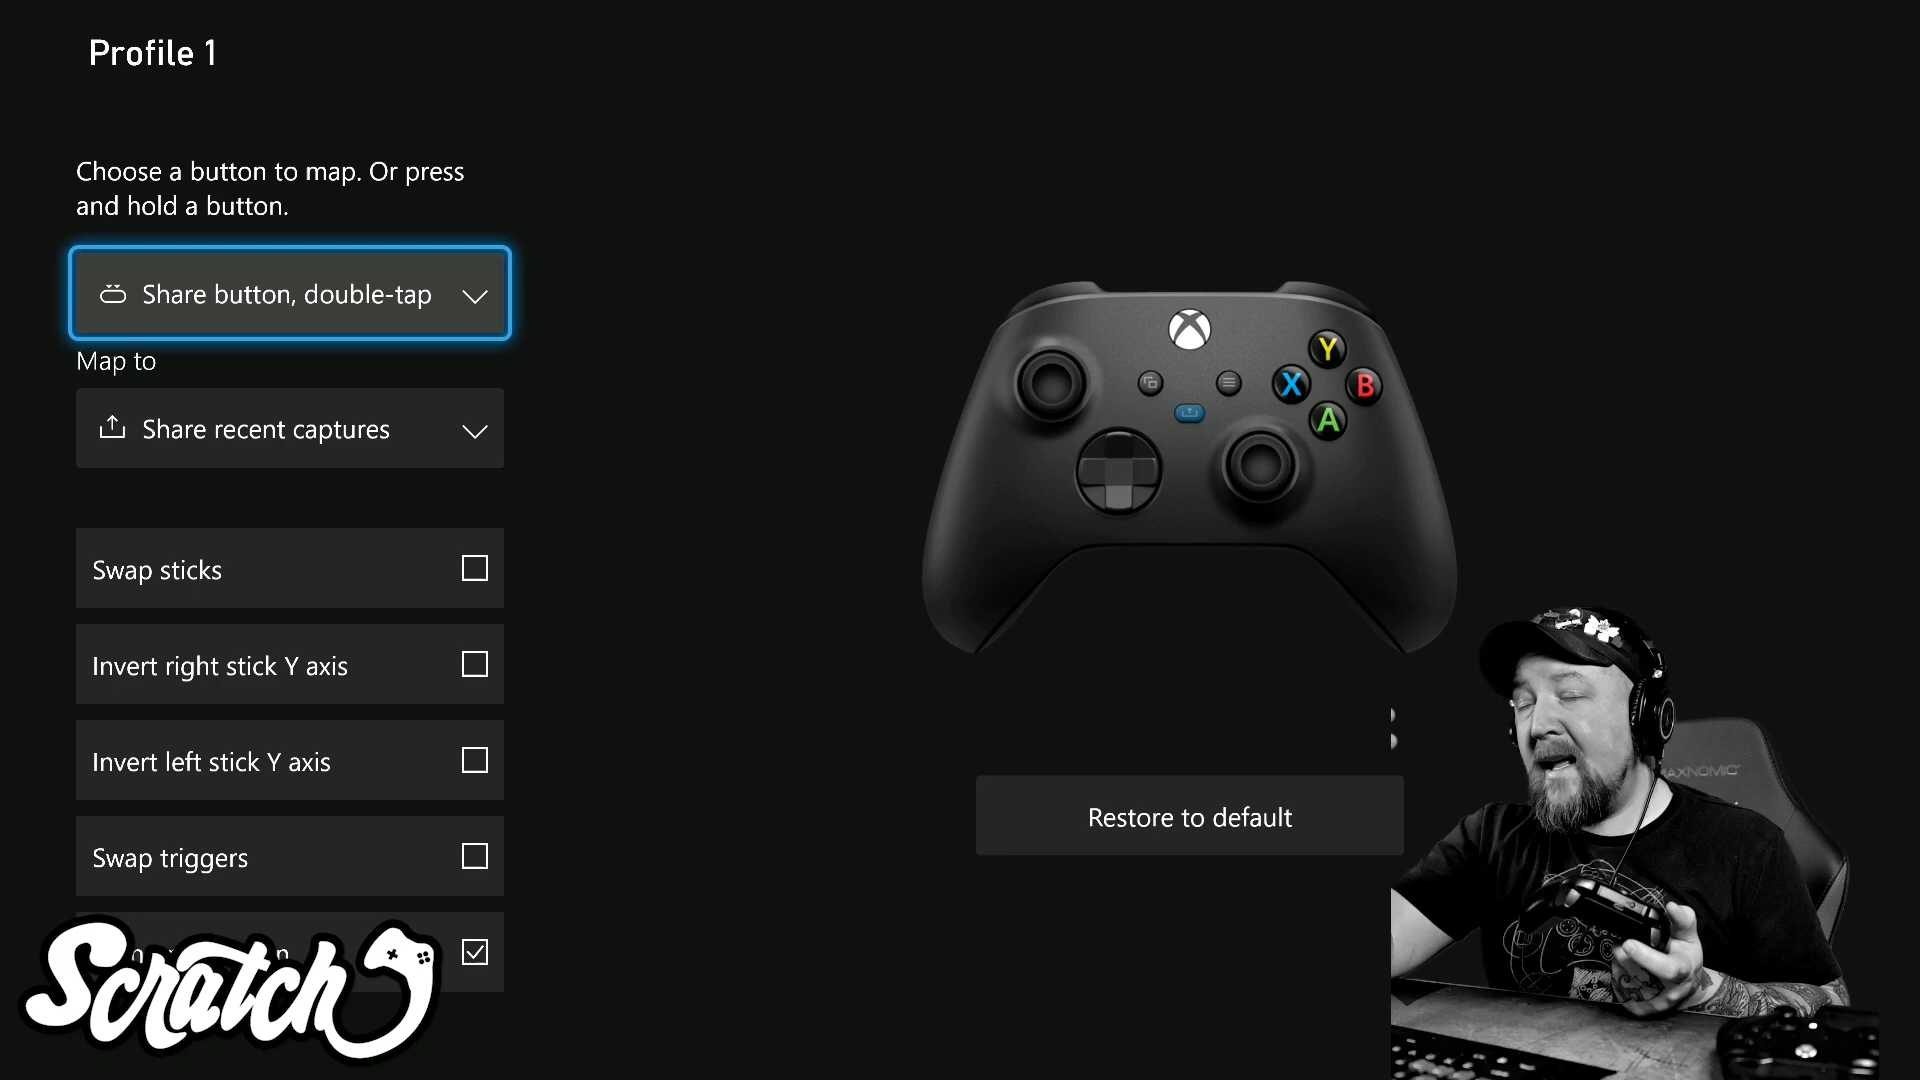 Profile 1
Choose a button to map. Or press
and hold a button.
Share button, double-tap
Map to
Share recent captures
Swap sticks
Invert right stick Y axis
Invert left stick Y axis
Swap triggers
Scratch
Y
X
B
A
Restore to default
AXNOMIC